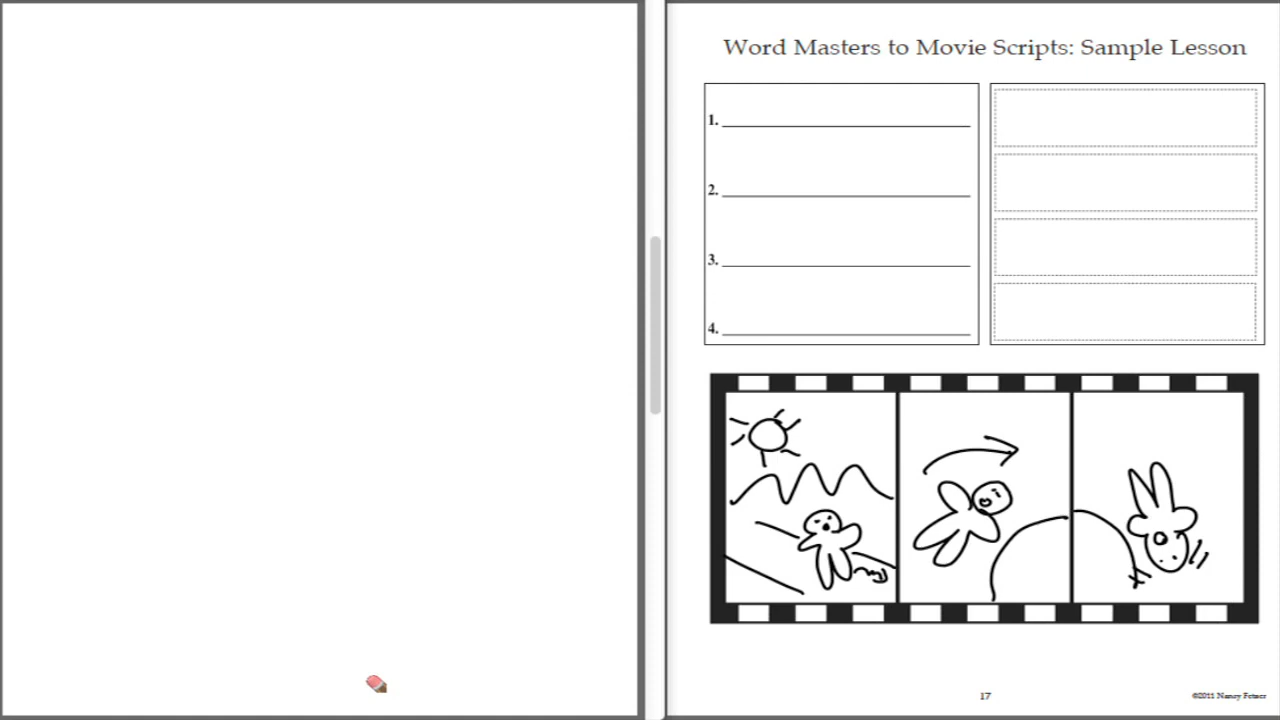 Word Masters to Movie Scripts: Sample Lesson
1.
2.
3.
4.
17
©2011 Nancy Fetzer